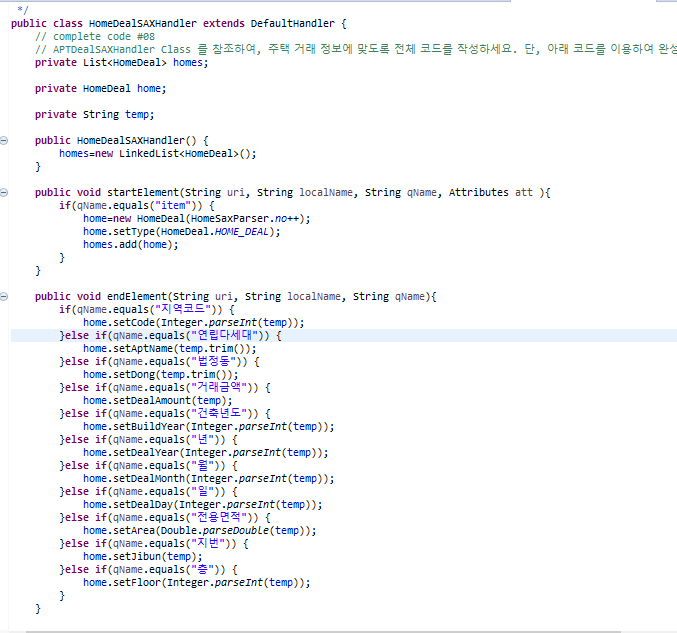 */
public class HomeDealSAXHandler extends DefaultHandler {
// complete code #08
// APTDealSAXHandler Class 를 참조하여, 주택 거래 정보에 맞도록 전체 코드를 작성하세요. 단, 아래 코드를 이용하여 완성
private List<HomeDeal> homes;
private HomeDeal home;
private String temp;
public HomeDealSAXHandler() {
homes=new LinkedList<HomeDeal>();
}
public void startElement(String uri, String localName, String qName, Attributes att ){
if(qName.equals("item")) {
home=new HomeDeal(HomeSaxParser.no++);
home.setType(HomeDeal.HOME_DEAL);
homes.add(home);
}
}
public void endElement(String uri, String localName, String qName){
if(qName.equals("지역코드")) {
home.setCode(Integer.parseInt(temp));
}else if(qName.equals("연립다세대")) {
home.setAptName(temp.trim());
}else if(qName.equals("법정동")) {
home.setDong(temp.trim());
}else if(qName.equals("거래금액")) {
home.setDealAmount(temp);
}else if(qName.equals("건축년도")) {
home.setBuildYear(Integer.parseInt(temp));
}else if(qName.equals("년")) {
home.setDealYear(Integer.parseInt(temp));
}else if(qName.equals("월")) {
home.setDealMonth(Integer.parseInt(temp));
}else if(qName.equals("일")) {
home.setDealDay(Integer.parseInt(temp));
}else if(qName.equals("전용면적")) {
home.setArea(Double.parseDouble(temp));
}else if(qName.equals("지번")) {
home.setJibun(temp);
}else if(qName.equals("층")) {
home.setFloor(Integer.parseInt(temp));
}
}